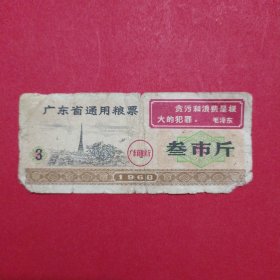 广东省通用粮票
贪污和浪费是极
大的犯罪。 毛泽东
3
叁市斤
1968